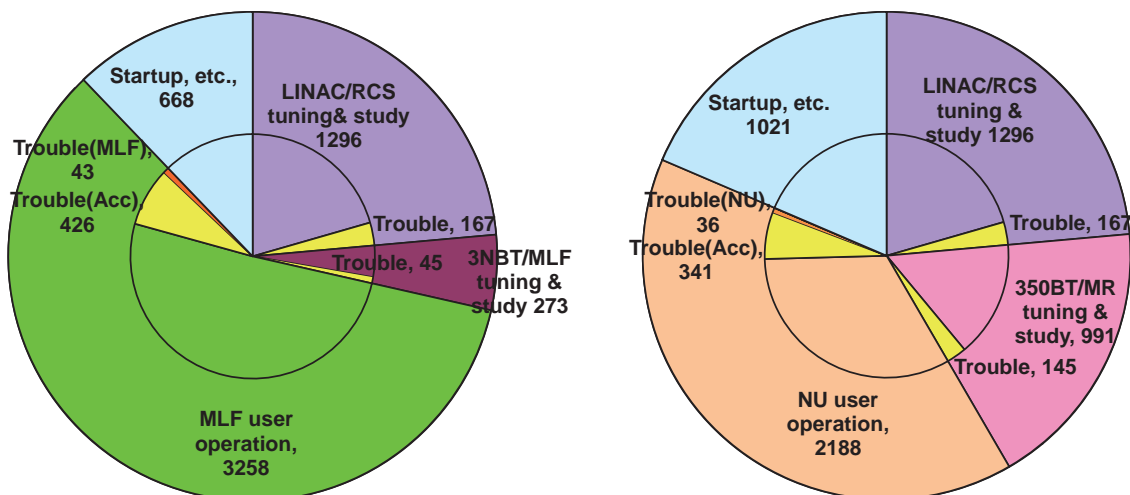 Startup, etc.,
668
LINAC/RCS
tuning& study
1296
Trouble(MLF),
43
Trouble(Acc),
426
Trouble, 167
Trouble, 45
3NBT/MLF
tuning &
study 273
MLF user
operation,
3258
Startup, etc.
1021
LINAC/RCS
tuning &
study 1296
Trouble(NU),
36
Trouble(Acc),
341
Trouble, 167
350BT/MR
tuning &
study, 991
Trouble, 145
NU user
operation,
2188